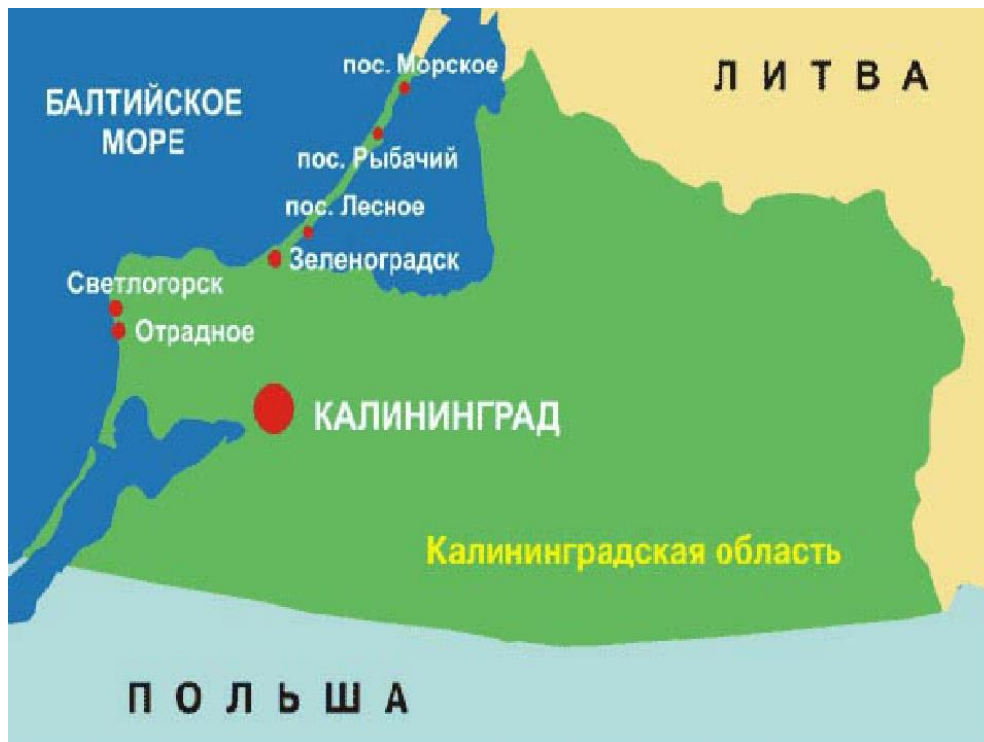 пос. Морское
ЛИТВА
БАЛТИЙСКОЕ
МОРЕ
пос. Рыбачий
пос. Лесное
Зеленоградск
Светлогорск
Отрадное
КАЛИНИНГРАД
Калининградская область
ПОЛЬША